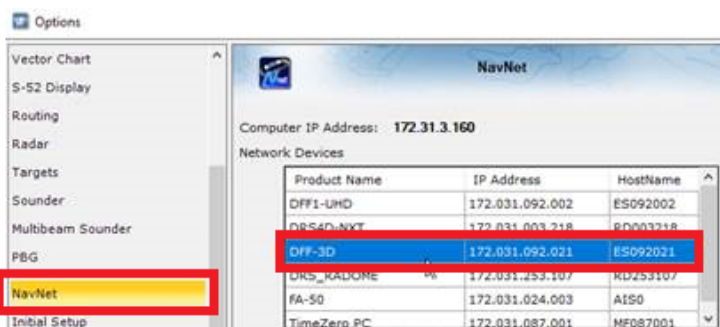 Options
Vector Chart
S-52 Display
Routing
Radar
Targets
Sounder
Multibeam Sounder
PBG
NavNet
Initial Setup
NavNet
Computer IP Address: 172.31.3.160
Network Devices
Product Name IP Address HostName
DFF1-UHD 172.031.092.002 ES092002
DRS4D-NXT 172.031.003.218 RD003218
DFF-3D 172.031.092.021 ES092021
DRS_RADOME 172.031.253.107 RD253107
FA-50 172.031.024.003 AIS0
TimeZero PC 172.031.087.001 MF087001